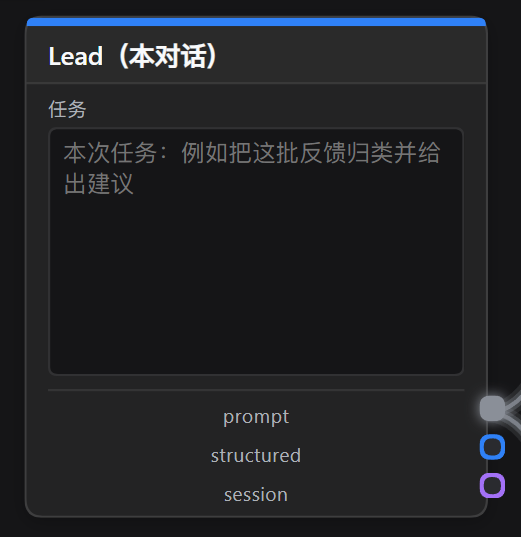 Lead（本对话）
任务
本次任务：例如把这批反馈归类并给
出建议
prompt
structured
session